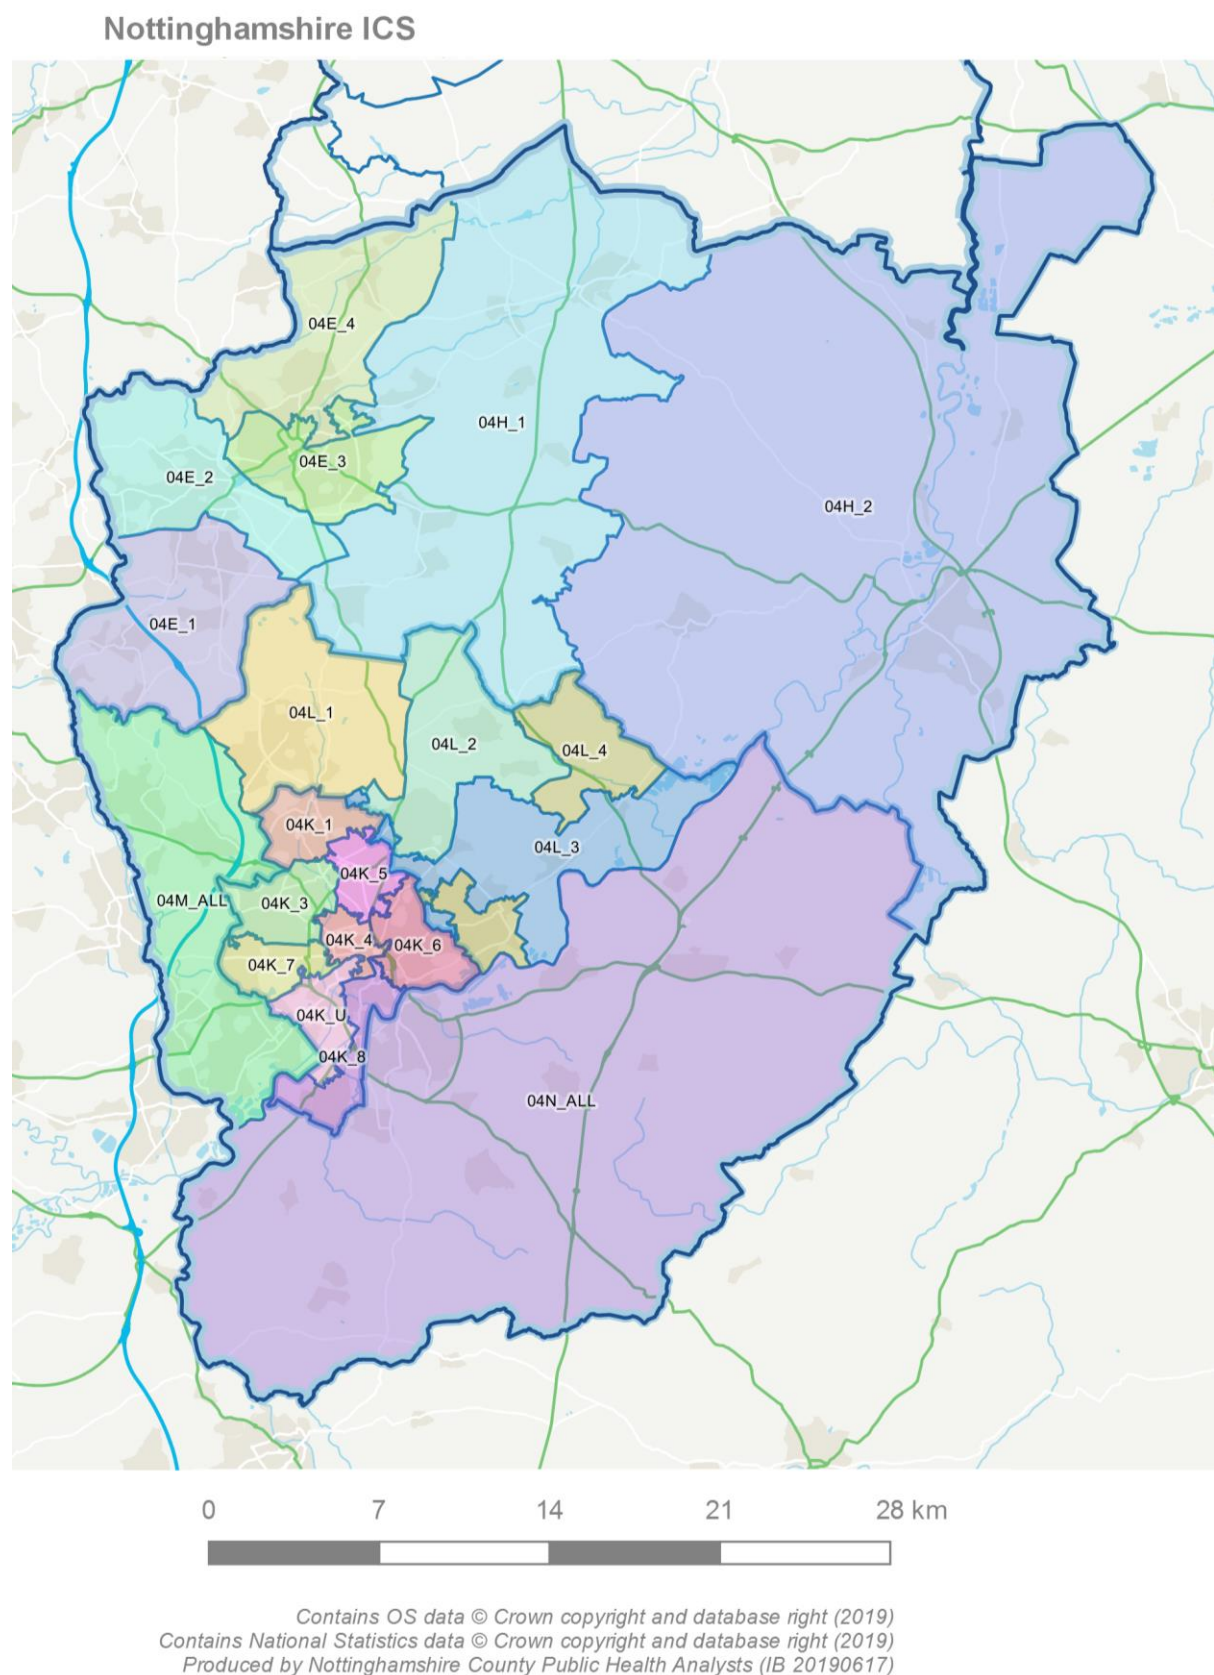 Nottinghamshire ICS
04E_4
04H_1
04E_3
04E_2
04H_2
04E_1
04L_1
04L_2
04L_4
04K_1
04L_3
04K_5
04M_ALL
04K_3
04K_4
04K_6
04K_7
04K_U
04K_8
04N_ALL
0 7 14 21 28 km
Contains OS data © Crown copyright and database right (2019)
Contains National Statistics data © Crown copyright and database right (2019)
Produced by Nottinghamshire County Public Health Analysts (IB 20190617)